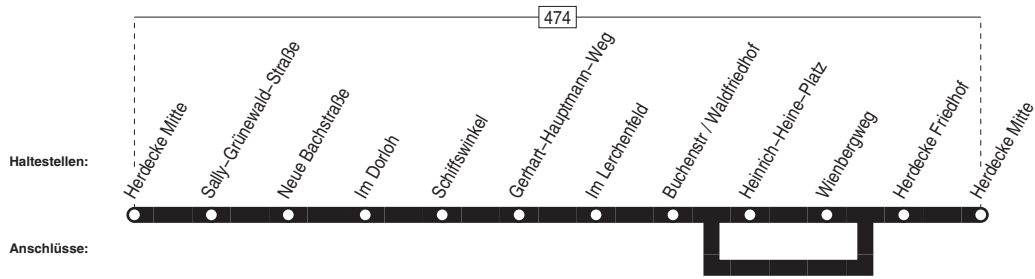 474
Haltestellen:
Herdecke Mitte
Sally-Grünewald-Straße
Neue Bachstraße
Im Dorloh
Schiffswinkel
Gerhart-Hauptmann-Weg
Im Lerchenfeld
Buchenstr / Waldfriedhof
Heinrich-Heine-Platz
Wienbergweg
Herdecke Friedhof
Herdecke Mitte
Anschlüsse: